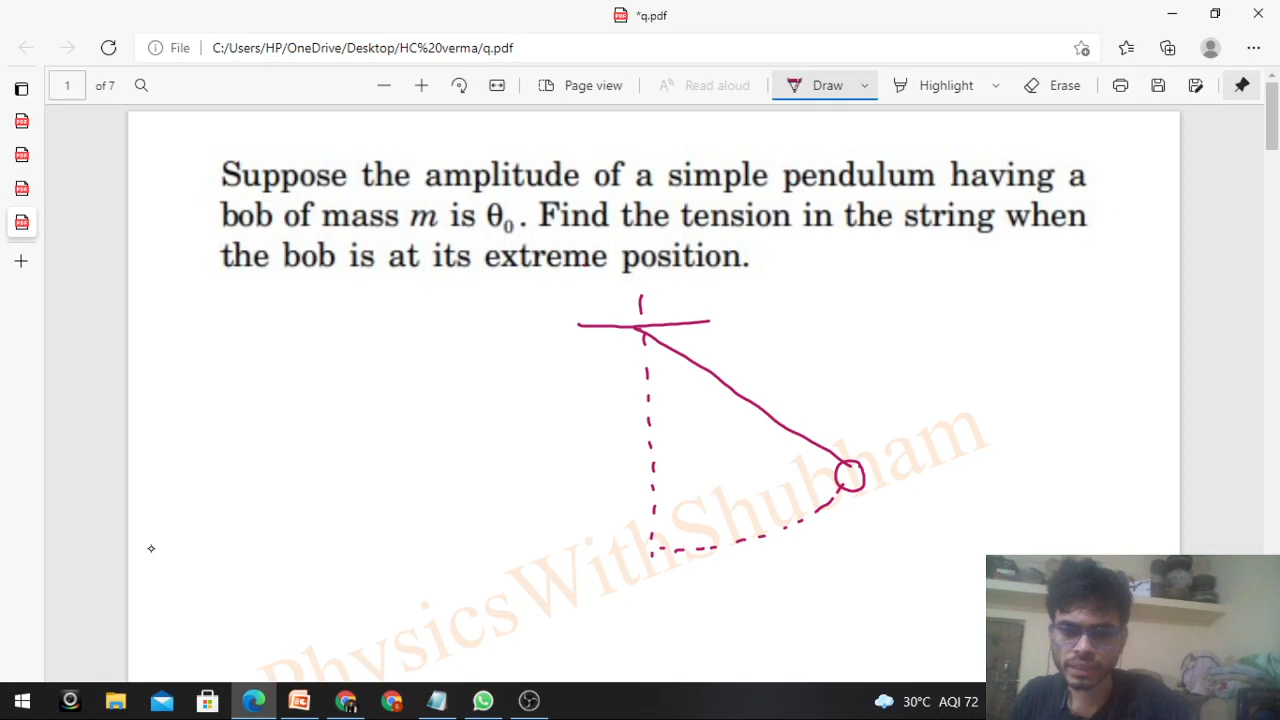 *q.pdf
File C:/Users/HP/OneDrive/Desktop/HC%20verma/q.pdf
1 of 7 Page view Read aloud Draw Highlight Erase
Suppose the amplitude of a simple pendulum having a
bob of mass m is θ₀. Find the tension in the string when
the bob is at its extreme position.
PhysicsWithShubham
30°C AQI 72